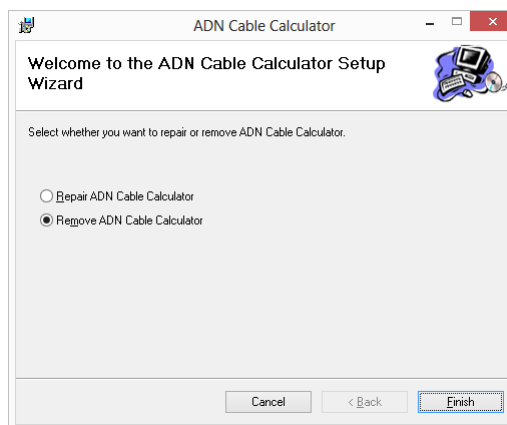 ADN Cable Calculator
Welcome to the ADN Cable Calculator Setup
Wizard
Select whether you want to repair or remove ADN Cable Calculator.
Repair ADN Cable Calculator
Remove ADN Cable Calculator
Cancel
< Back
Finish